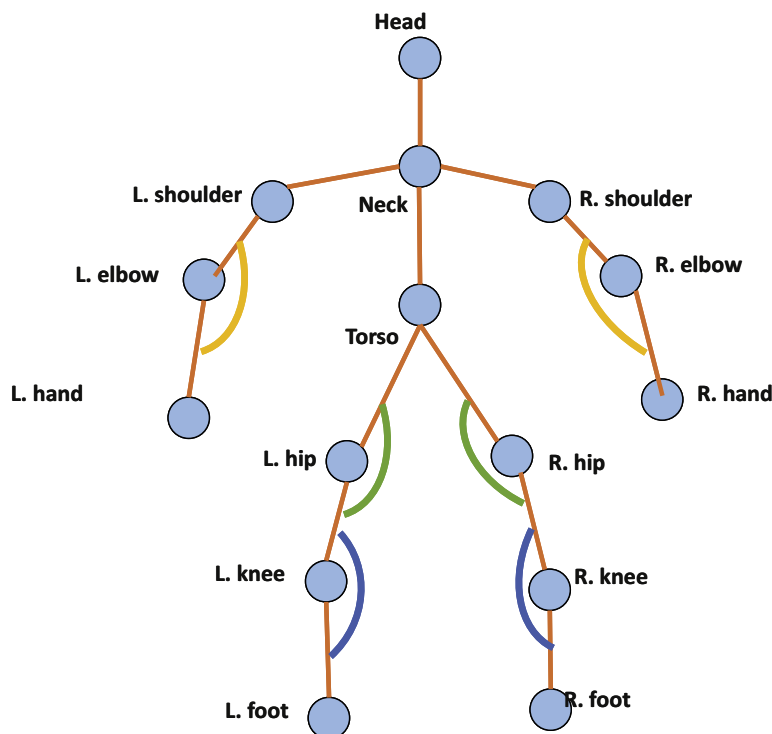 Head
L. shoulder
Neck
R. shoulder
L. elbow
R. elbow
Torso
L. hand
R. hand
L. hip
R. hip
L. knee
R. knee
L. foot
R. foot